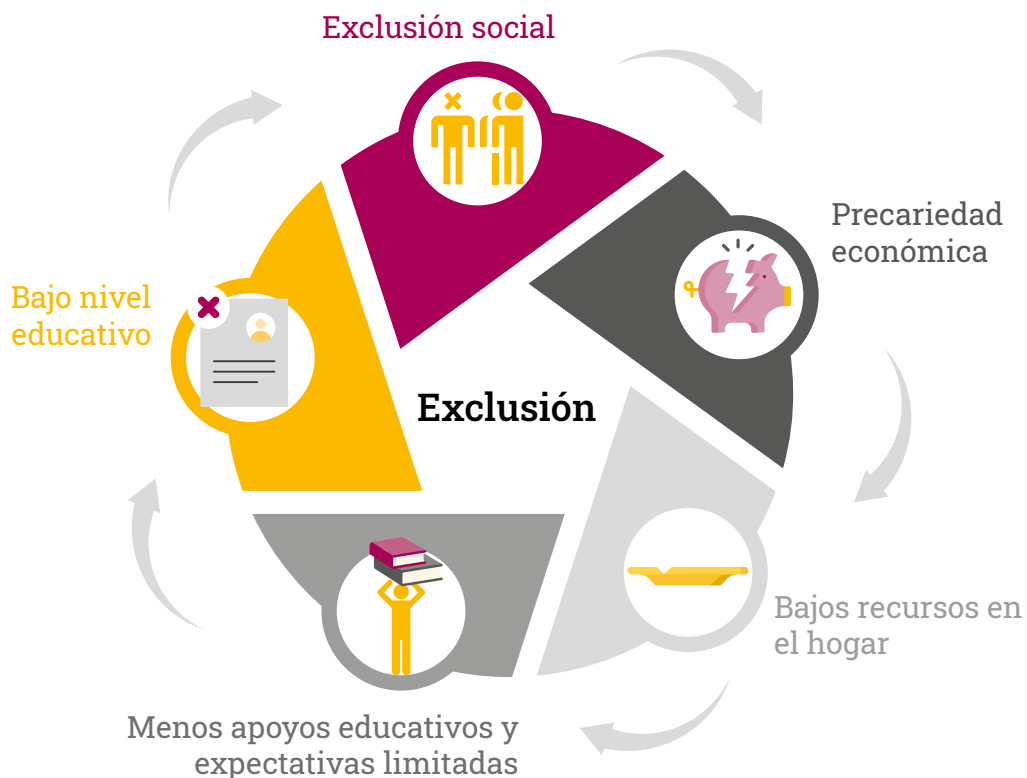 Exclusión social
Precariedad
económica
Bajo nivel
educativo
Exclusión
Bajos recursos en
el hogar
Menos apoyos educativos y
expectativas limitadas